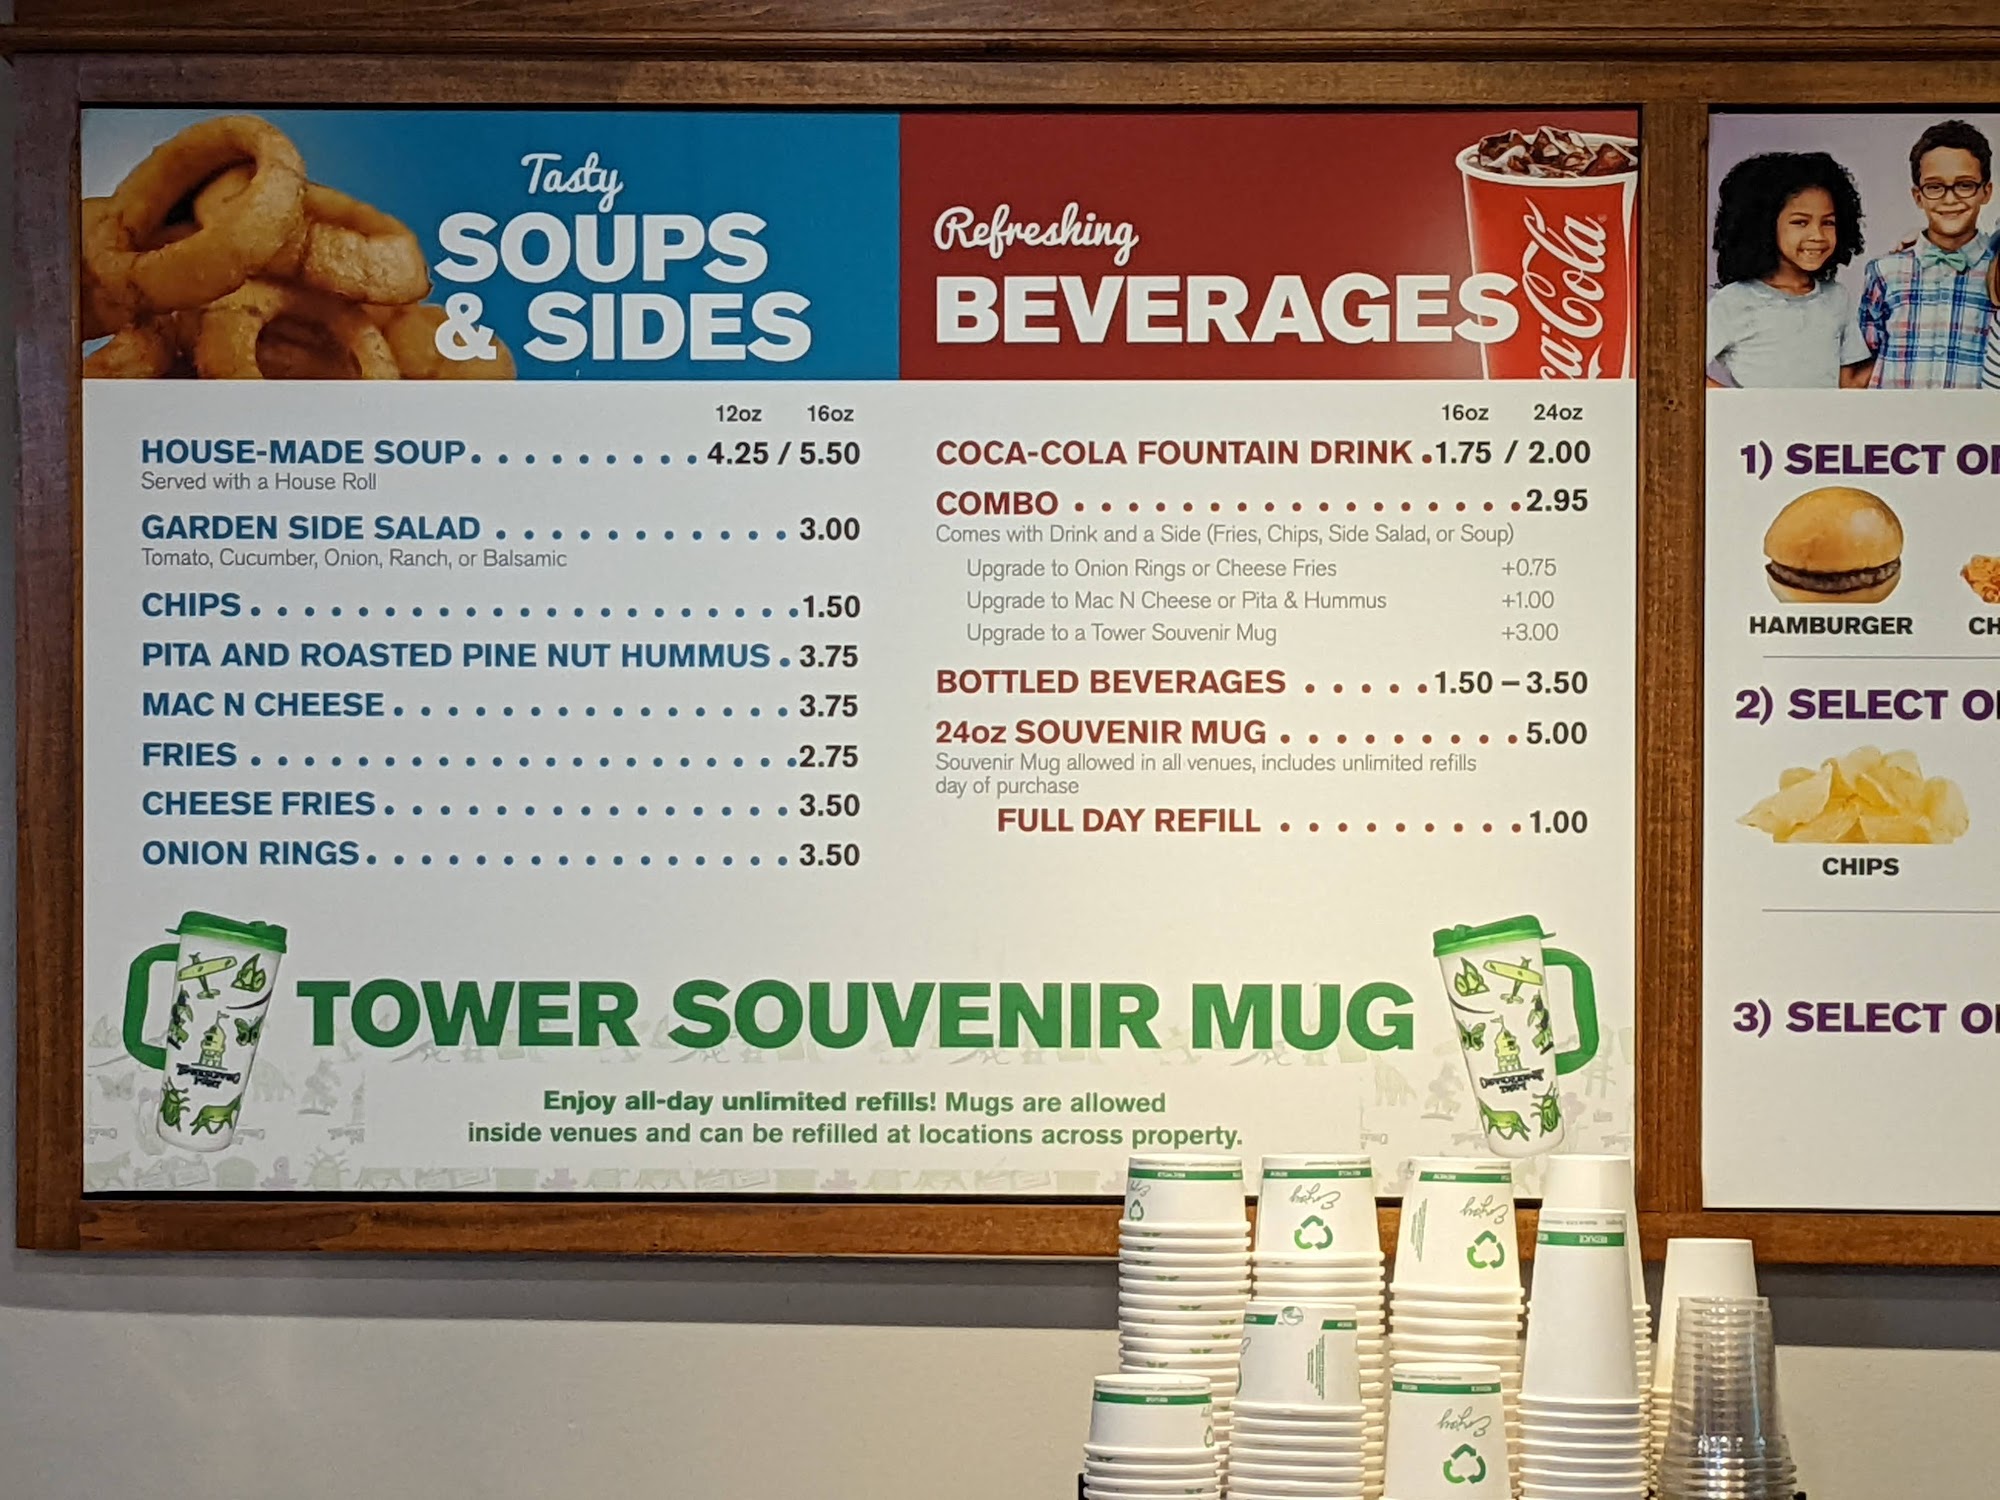 Tasty
SOUPS
& SIDES
12oz 16oz
HOUSE-MADE SOUP. . . . . . . . . 4.25 / 5.50
Served with a House Roll
GARDEN SIDE SALAD . . . . . . . . . . . 3.00
Tomato, Cucumber, Onion, Ranch, or Balsamic
CHIPS . . . . . . . . . . . . . . . . . . . . 1.50
PITA AND ROASTED PINE NUT HUMMUS . 3.75
MAC N CHEESE . . . . . . . . . . . . . . . 3.75
FRIES . . . . . . . . . . . . . . . . . . . . 2.75
CHEESE FRIES . . . . . . . . . . . . . . . 3.50
ONION RINGS . . . . . . . . . . . . . . . . 3.50
Refreshing
BEVERAGES
Coca-Cola
16oz 24oz
COCA-COLA FOUNTAIN DRINK . 1.75 / 2.00
COMBO . . . . . . . . . . . . . . . . . . 2.95
Comes with Drink and a Side (Fries, Chips, Side Salad, or Soup)
Upgrade to Onion Rings or Cheese Fries +0.75
Upgrade to Mac N Cheese or Pita & Hummus +1.00
Upgrade to a Tower Souvenir Mug +3.00
BOTTLED BEVERAGES . . . . . 1.50 – 3.50
24oz SOUVENIR MUG . . . . . . . . . 5.00
Souvenir Mug allowed in all venues, includes unlimited refills
day of purchase
FULL DAY REFILL . . . . . . . . . 1.00
TOWER SOUVENIR MUG
Enjoy all-day unlimited refills! Mugs are allowed
inside venues and can be refilled at locations across property.
1) SELECT
HAMBURGER
2) SELECT
CHIPS
3) SELECT
Enjoy
Enjoy
Enjoy
REDUCE